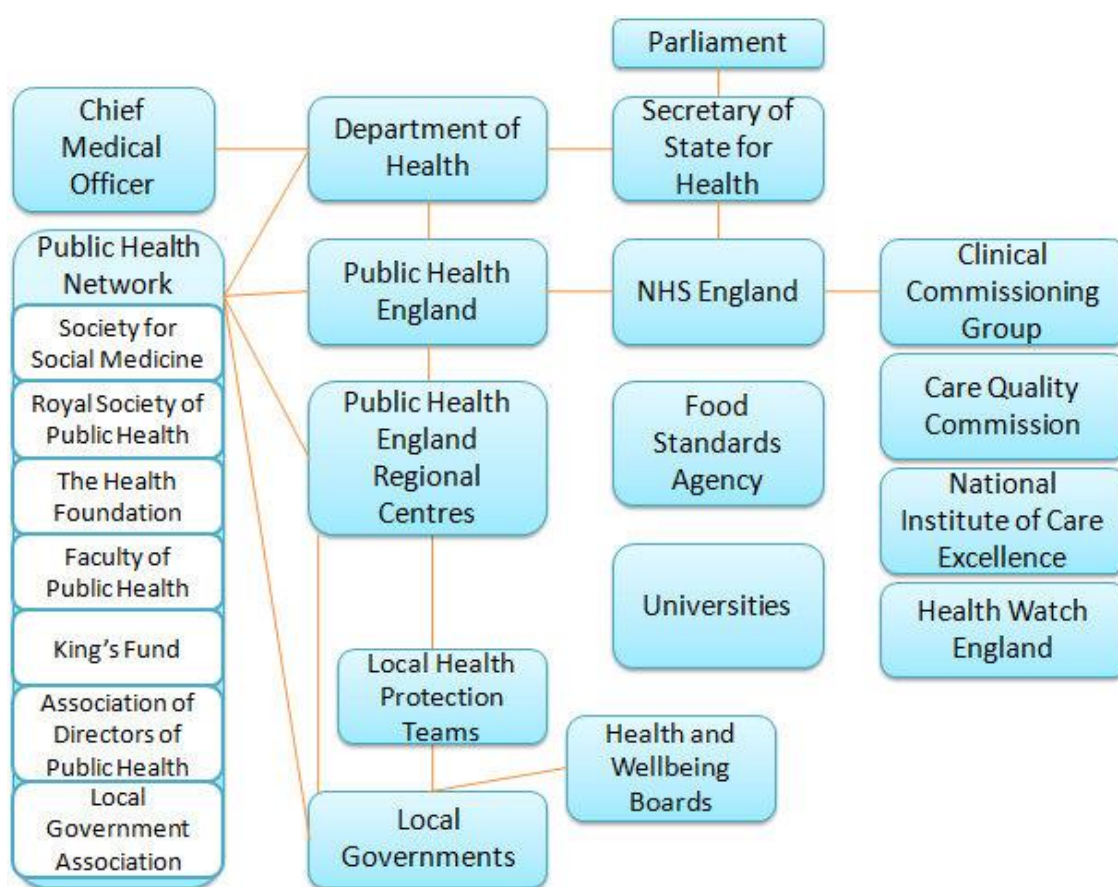 Parliament
Chief
Medical
Officer
Department of
Health
Secretary of
State for
Health
Public Health
Network
Society for
Social Medicine
Royal Society of
Public Health
The Health
Foundation
Faculty of
Public Health
King's Fund
Association of
Directors of
Public Health
Local
Government
Association
Public Health
England
NHS England
Clinical
Commissioning
Group
Public Health
England
Regional
Centres
Food
Standards
Agency
Care Quality
Commission
National
Institute of Care
Excellence
Universities
Health Watch
England
Local Health
Protection
Teams
Health and
Wellbeing
Boards
Local
Governments